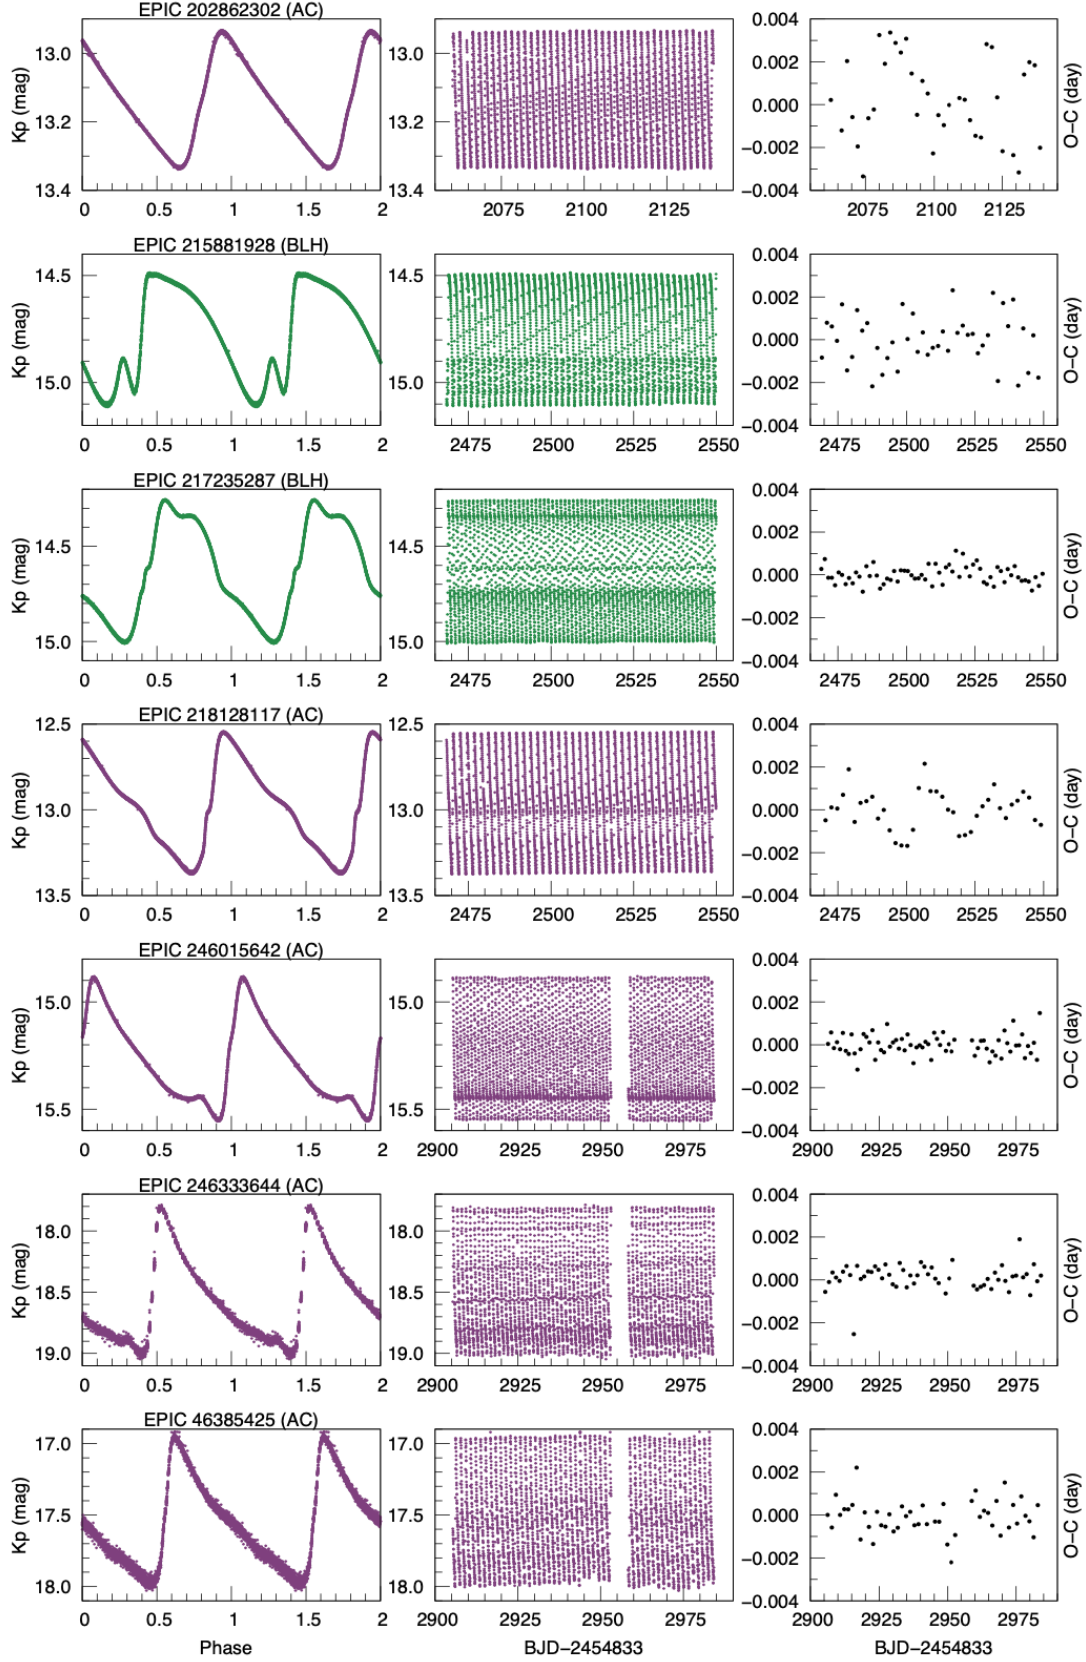 EPIC 202862302 (AC)
Kp (mag)
13.0
13.2
13.4
0 0.5 1 1.5 2
13.0
13.2
13.4
2075 2100 2125
0.004
0.002
0.000
−0.002
−0.004
2075 2100 2125
O−C (day)
EPIC 215881928 (BLH)
Kp (mag)
14.5
15.0
0 0.5 1 1.5 2
14.5
15.0
2475 2500 2525 2550
0.004
0.002
0.000
−0.002
−0.004
2475 2500 2525 2550
O−C (day)
EPIC 217235287 (BLH)
Kp (mag)
14.5
15.0
0 0.5 1 1.5 2
14.5
15.0
2475 2500 2525 2550
0.004
0.002
0.000
−0.002
−0.004
2475 2500 2525 2550
O−C (day)
EPIC 218128117 (AC)
Kp (mag)
12.5
13.0
13.5
0 0.5 1 1.5 2
12.5
13.0
13.5
2475 2500 2525 2550
0.004
0.002
0.000
−0.002
−0.004
2475 2500 2525 2550
O−C (day)
EPIC 246015642 (AC)
Kp (mag)
15.0
15.5
0 0.5 1 1.5 2
15.0
15.5
2900 2925 2950 2975
0.004
0.002
0.000
−0.002
−0.004
2900 2925 2950 2975
O−C (day)
EPIC 246333644 (AC)
Kp (mag)
18.0
18.5
19.0
0 0.5 1 1.5 2
18.0
18.5
19.0
2900 2925 2950 2975
0.004
0.002
0.000
−0.002
−0.004
2900 2925 2950 2975
O−C (day)
EPIC 46385425 (AC)
Kp (mag)
17.0
17.5
18.0
0 0.5 1 1.5 2
Phase
17.0
17.5
18.0
2900 2925 2950 2975
BJD−2454833
0.004
0.002
0.000
−0.002
−0.004
2900 2925 2950 2975
BJD−2454833
O−C (day)